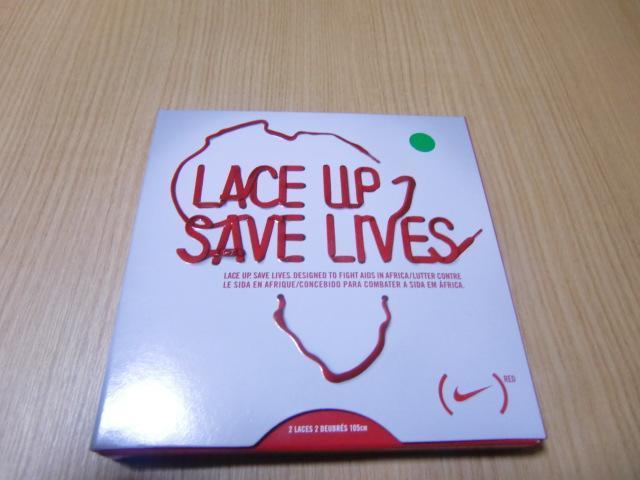 LACE UP
SAVE LIVES
LACE UP. SAVE LIVES. DESIGNED TO FIGHT AIDS IN AFRICA/LUTTER CONTRE
LE SIDA EN AFRIQUE/CONCEBIDO PARA COMBATER A SIDA EM ÁFRICA.
( )RED
2 LACES 2 DEUBRÉS 105cm